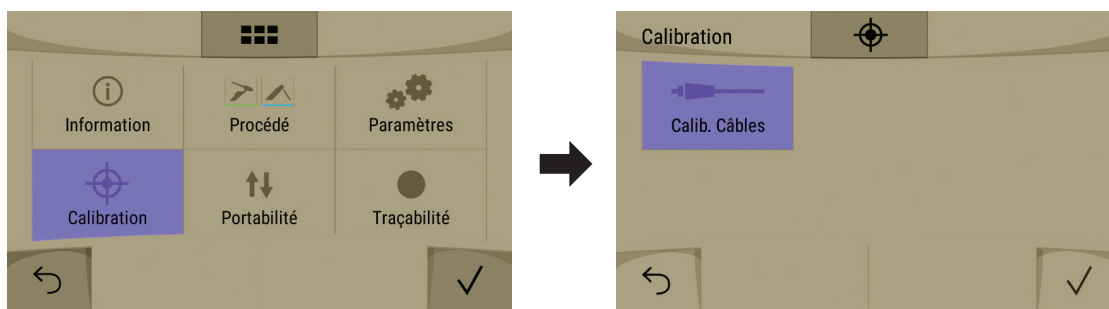 Information
Procédé
Paramètres
Calibration
Portabilité
Traçabilité
Calibration
Calib. Câbles